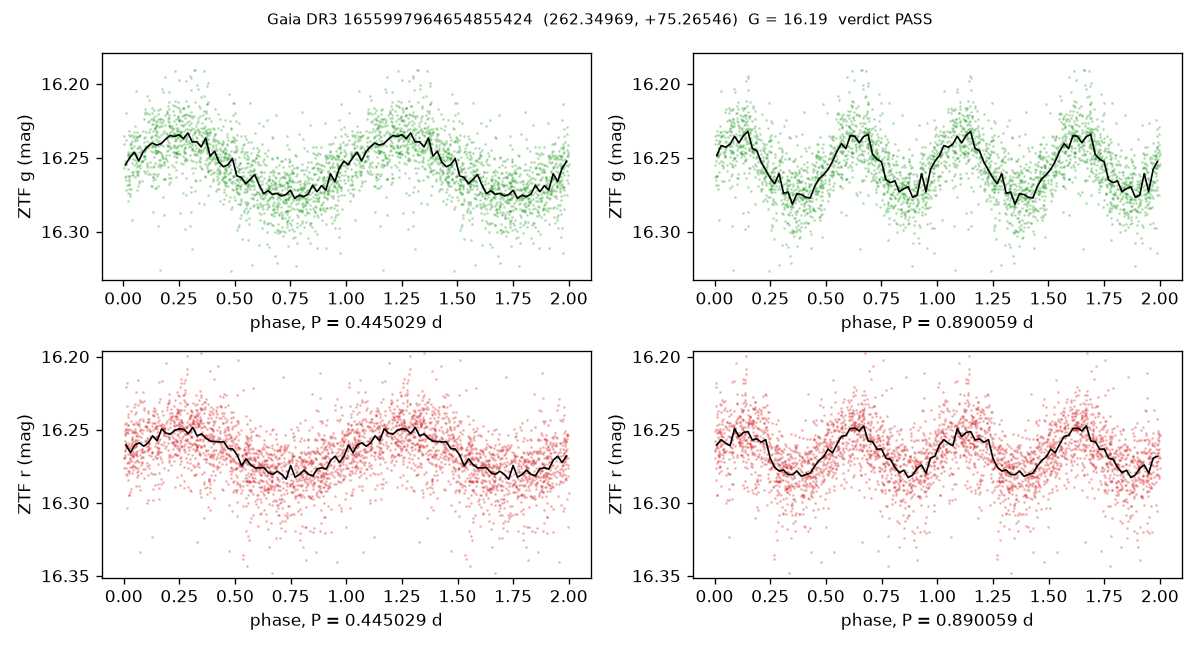 Gaia DR3 1655997964654855424 (262.34969, +75.26546) G = 16.19 verdict PASS
ZTF g (mag)
16.20
16.25
16.30
0.00 0.25 0.50 0.75 1.00 1.25 1.50 1.75 2.00
phase, P = 0.445029 d
ZTF g (mag)
16.20
16.25
16.30
0.00 0.25 0.50 0.75 1.00 1.25 1.50 1.75 2.00
phase, P = 0.890059 d
ZTF r (mag)
16.20
16.25
16.30
16.35
0.00 0.25 0.50 0.75 1.00 1.25 1.50 1.75 2.00
phase, P = 0.445029 d
ZTF r (mag)
16.20
16.25
16.30
16.35
0.00 0.25 0.50 0.75 1.00 1.25 1.50 1.75 2.00
phase, P = 0.890059 d